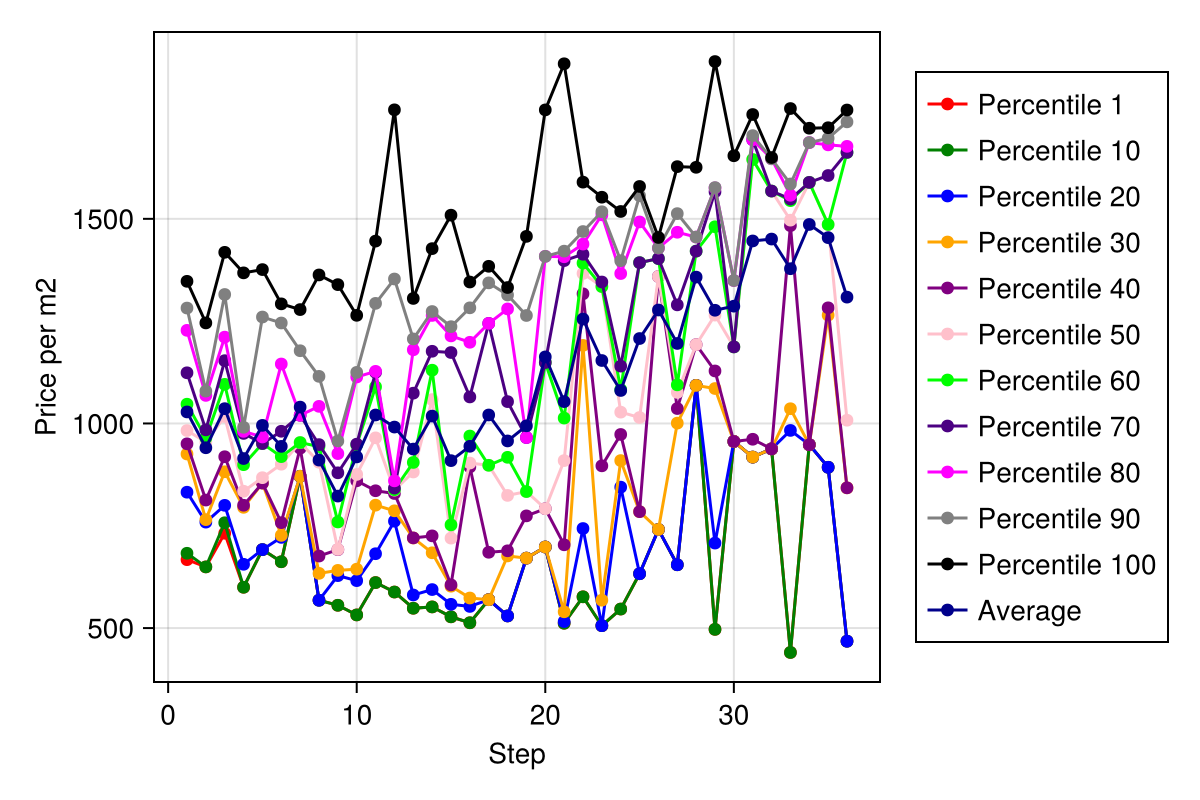 Price per m2
1500
1000
500
0 10 20 30
Step
Percentile 1
Percentile 10
Percentile 20
Percentile 30
Percentile 40
Percentile 50
Percentile 60
Percentile 70
Percentile 80
Percentile 90
Percentile 100
Average